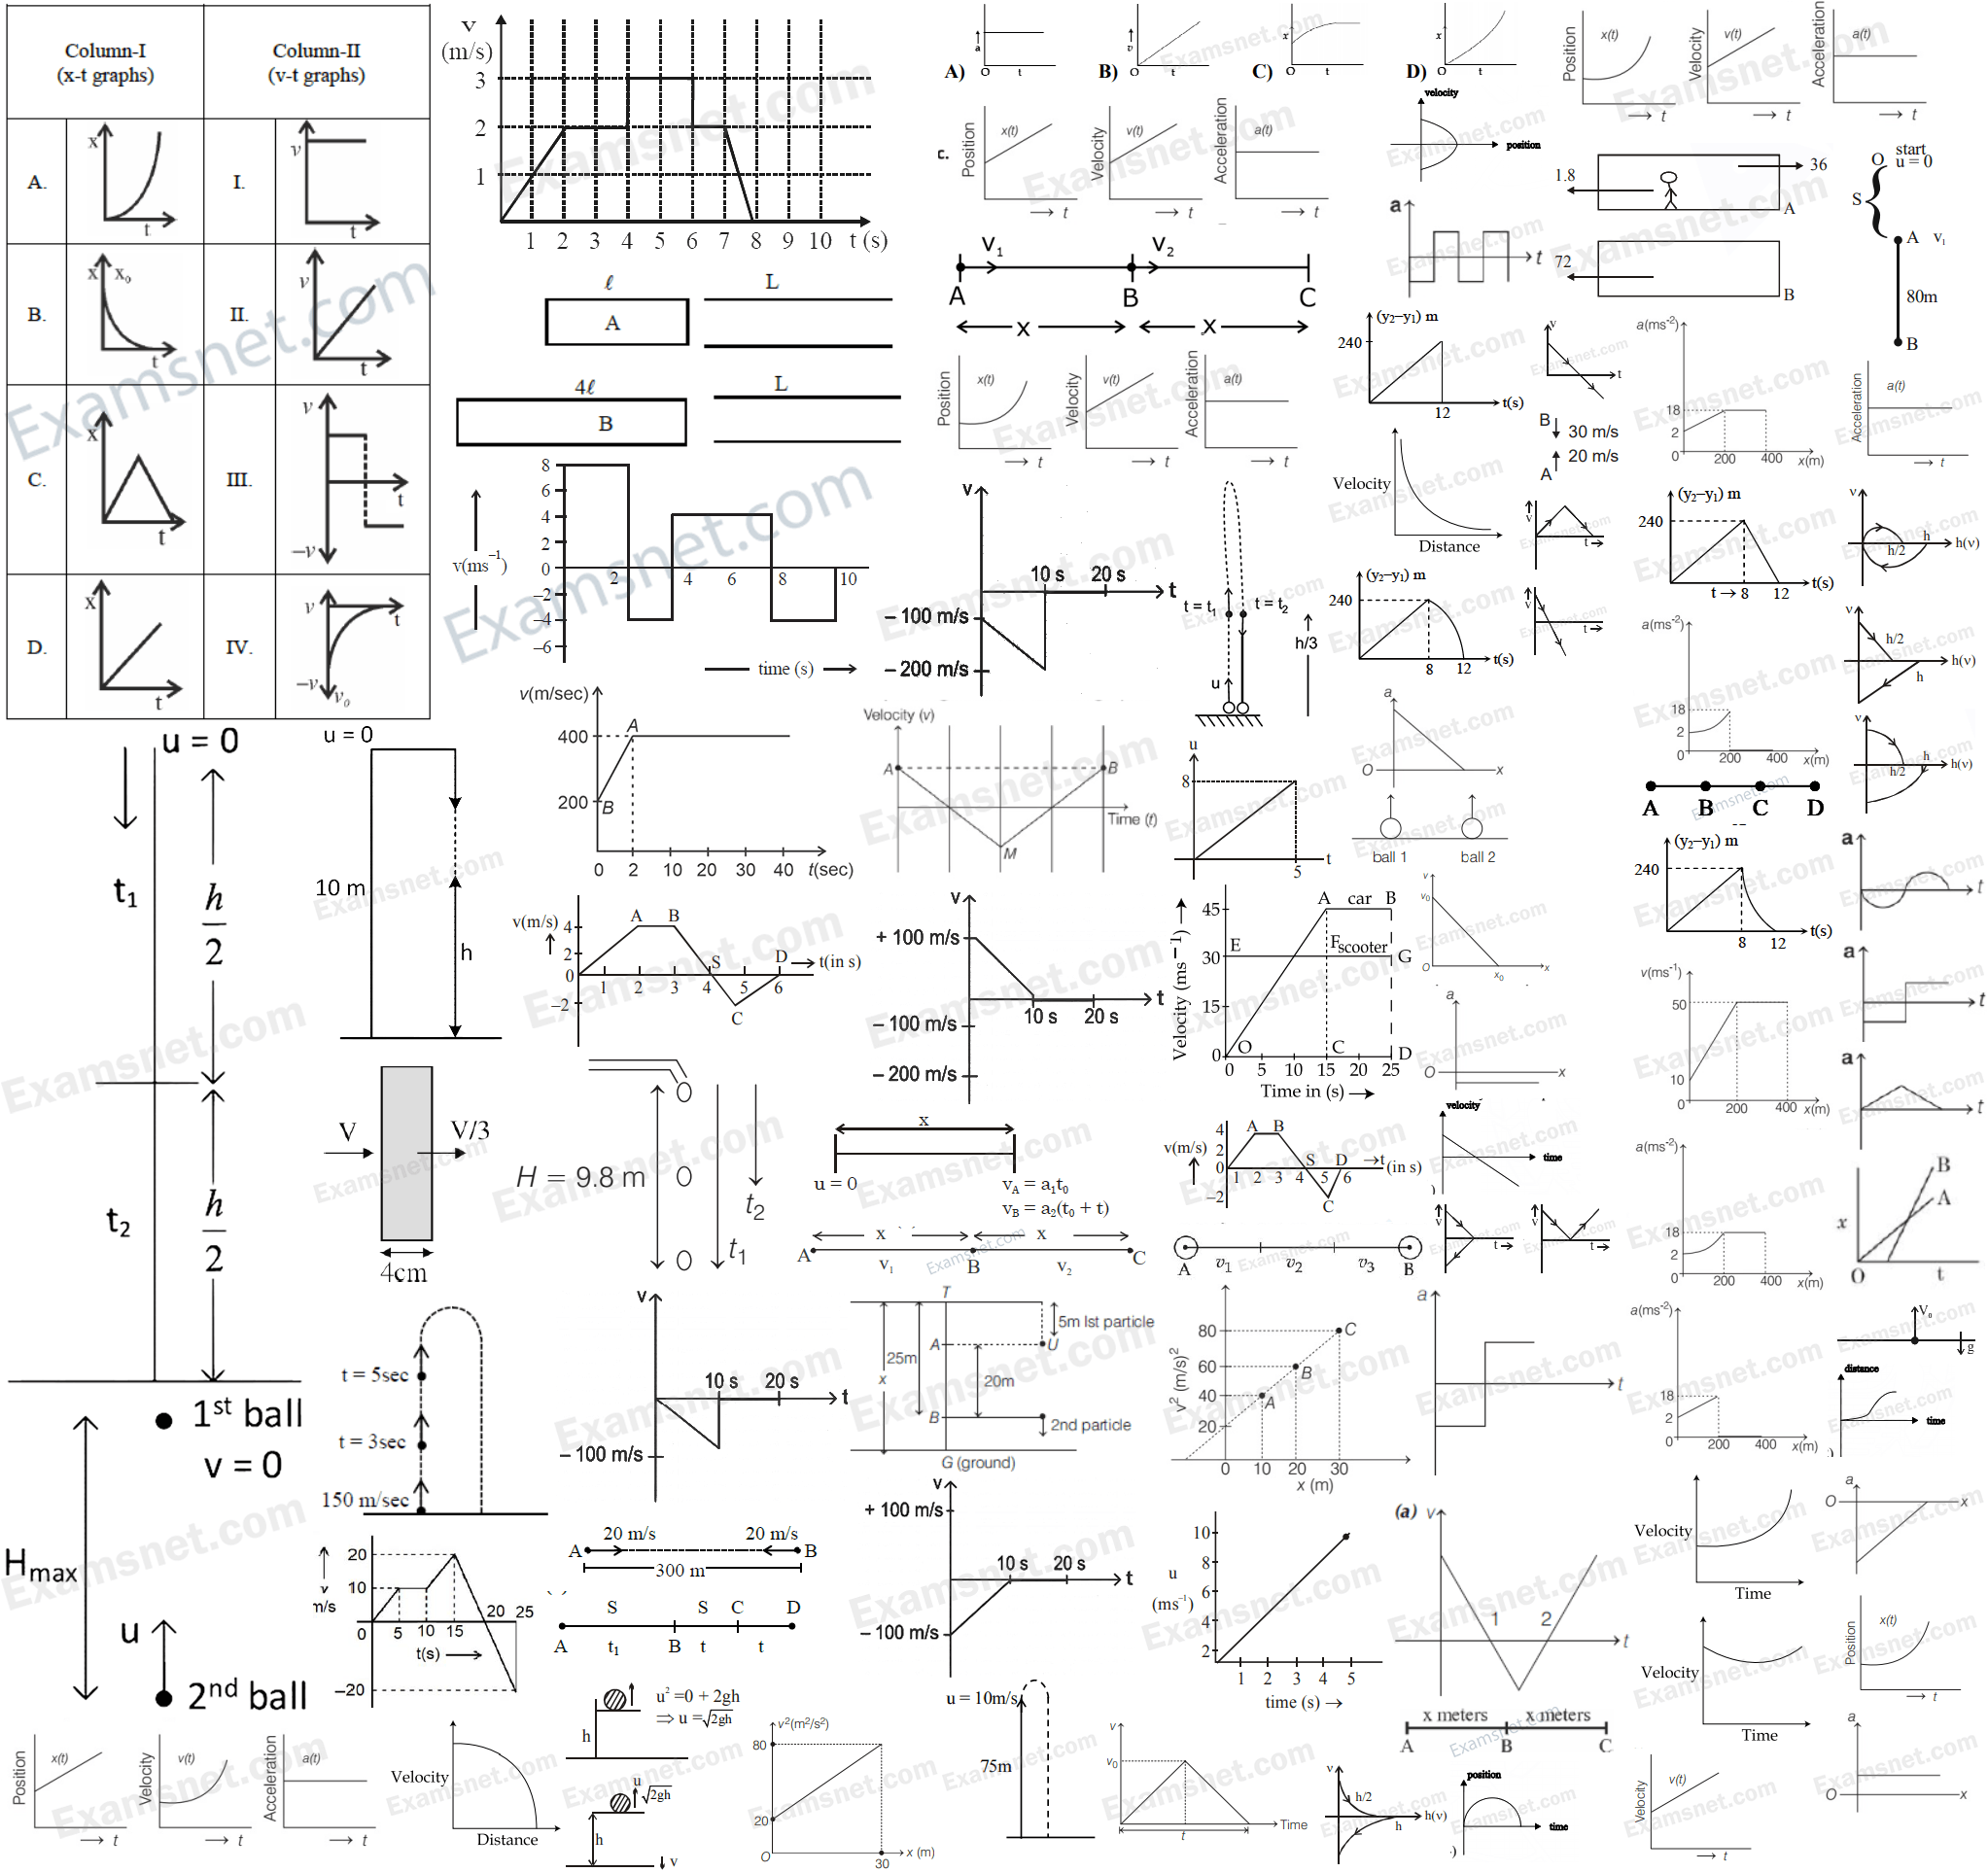 Column-I
(x-t graphs)
Column-II
(v-t graphs)
A.
x
t
I.
v
t
B.
x
x₀
t
II.
v
t
C.
x
t
III.
v
t
–v
D.
x
t
IV.
v
t
–v
v₀
v
(m/s)
3
2
1
1 2 3 4 5 6 7 8 9 10 t (s)
ℓ
L
A
4ℓ
L
B
8
6
4
2
0
–2
–4
–6
2 4 6 8 10
v(ms⁻¹)
time (s)
A) a O t
B) v O t
C) x O t
D) x O t
Position x(t) t
Velocity v(t) t
Acceleration a(t) t
c.
Position x(t) t
Velocity v(t) t
Acceleration a(t) t
velocity
position
1.8
36
A
72
B
O start
u = 0
S
A v₁
80m
B
a
t
V₁ V₂
A B C
X X
(y₂–y₁) m
240
12
t(s)
v
t
B 30 m/s
A 20 m/s
a(ms⁻²)
18
2
0 200 400 x(m)
Acceleration a(t) t
Position x(t) t
Velocity v(t) t
Acceleration a(t) t
Velocity
Distance
v
t
(y₂–y₁) m
240
t → 8 12 t(s)
v
h/2 h h(v)
v
10 s 20 s t
– 100 m/s
– 200 m/s
t = t₁ t = t₂
h/3
u
(y₂–y₁) m
240
8 12 t(s)
v
t
a(ms⁻²)
18
2
0 200 400 x(m)
v
h/2
h(v)
h
u = 0
t₁
h/2
t₂
h/2
u = 0
10 m
h
v(m/sec)
400
200
A
B
0 2 10 20 30 40 t(sec)
Velocity (v)
A B
M
Time (t)
u
8
5
t
a
O x
ball 1 ball 2
A B C D
v
h/2 h h(v)
v(m/s)
4
2
0
–2
A B
S D
C
1 2 3 4 5 6
t(in s)
v
+ 100 m/s
10 s 20 s t
– 100 m/s
– 200 m/s
Velocity (ms⁻¹)
45
30
15
0
A car B
E F scooter G
O C D
0 5 10 15 20 25
Time in (s)
v
v₀
O x₀ x
(y₂–y₁) m
240
8 12 t(s)
a
t
a
O x
v(ms⁻¹)
50
10
0 200 400 x(m)
a
t
a
t
V V/3
4cm
H = 9.8 m
t₂
t₁
x
u = 0
v_A = a₁t₀
v_B = a₂(t₀ + t)
x x
A v₁ B v₂ C
v(m/s)
4
2
0
–2
A B
S D
C
1 2 3 4 5 6
t (in s)
velocity
time
)
A v₁ v₂ v₃ B
v
t
v
t
a(ms⁻²)
18
2
0 200 400 x(m)
x
B
A
O t
t = 5sec
t = 3sec
150 m/sec
v
10 s 20 s t
– 100 m/s
T
5m Ist particle
A U
25m
x
20m
B
2nd particle
G (ground)
v² (m/s)²
80
60
40
20
A B C
0 10 20 30
x (m)
a
t
a(ms⁻²)
18
2
0 200 400 x(m)
V₀
g
distance
time
)
1st ball
v = 0
Hmax
u
2nd ball
20
10
0
–20
v
m/s
5 10 15 20 25
t(s)
20 m/s 20 m/s
A B
300 m
S S C D
A t₁ B t t
v
+ 100 m/s
10 s 20 s t
– 100 m/s
10
8
6
4
2
u
(ms⁻¹)
1 2 3 4 5
time (s)
(a) v
1 2
t
x meters x meters
A B C
Velocity
Time
a
O x
Velocity
Time
Position x(t) t
Position x(t) t
Velocity v(t) t
Acceleration a(t) t
Velocity
Distance
u² =0 + 2gh
⇒ u =√2gh
h
u √2gh
h
v
v²(m²/s²)
80
20
O 30 x (m)
u = 10m/s
75m
v
v₀
t
Time
v
h/2
h h(v)
position
time
)
Velocity v(t) t
a
O x
Examsnet.com